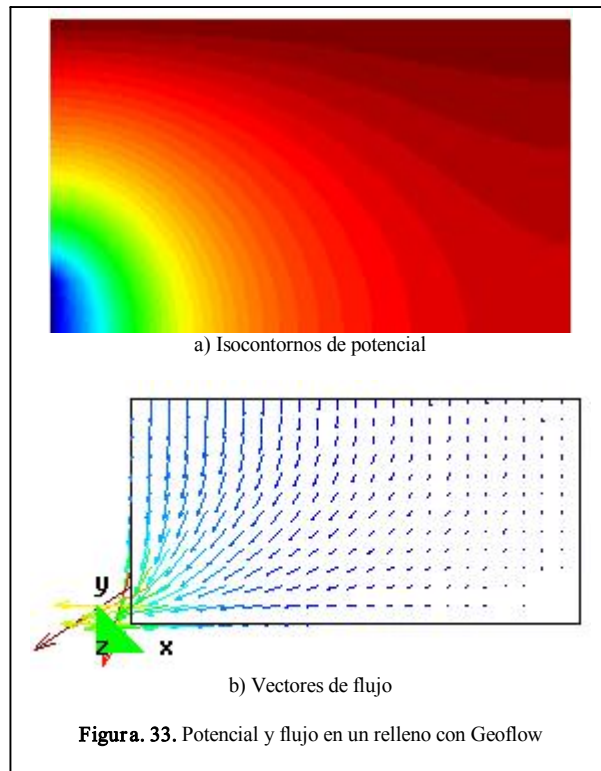 a) Isocontornos de potencial
y
z
x
b) Vectores de flujo
Figura. 33. Potencial y flujo en un relleno con Geoflow